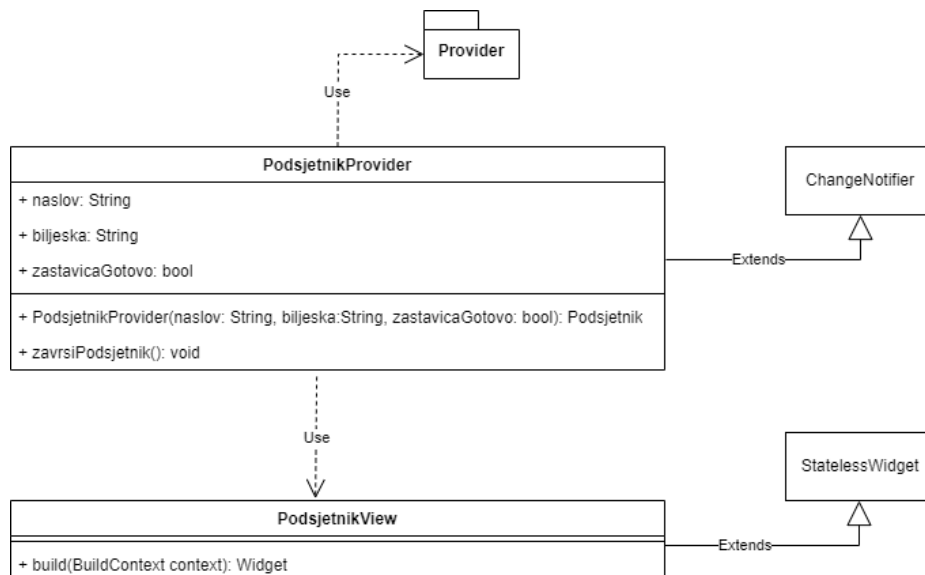 Provider
Use
PodsjetnikProvider
+ naslov: String
+ biljeska: String
+ zastavicaGotovo: bool
+ PodsjetnikProvider(naslov: String, biljeska:String, zastavicaGotovo: bool): Podsjetnik
+ zavrsiPodsjetnik(): void
ChangeNotifier
Extends
Use
StatelessWidget
PodsjetnikView
+ build(BuildContext context): Widget
Extends